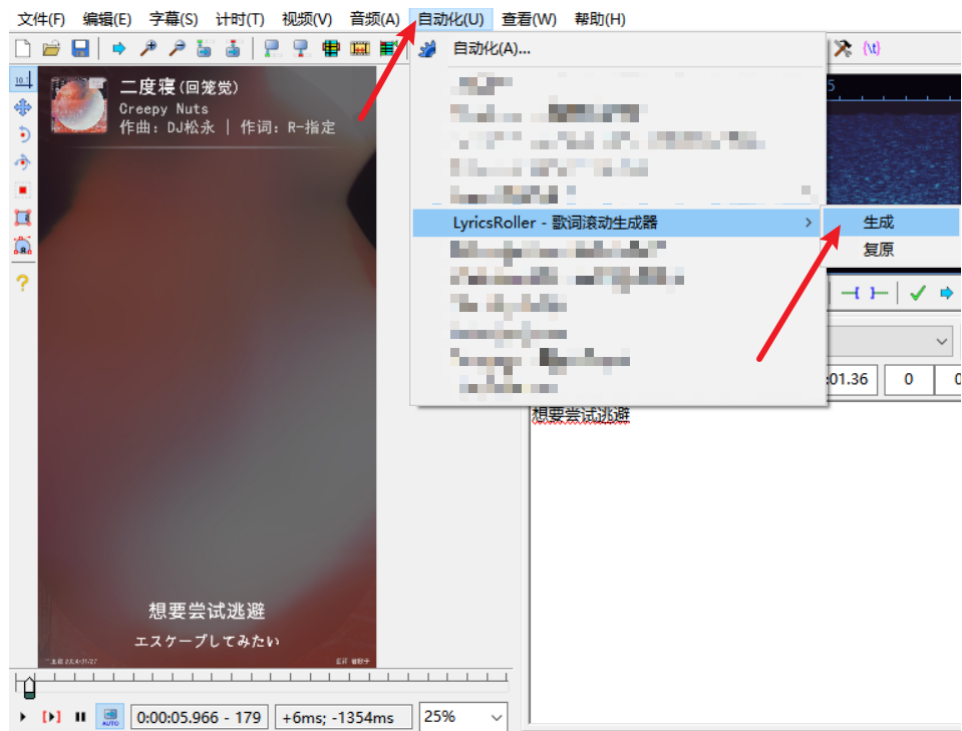 文件(F) 编辑(E) 字幕(S) 计时(T) 视频(V) 音频(A) 自动化(U) 查看(W) 帮助(H)
自动化(A)...
{\t}
10.1
二度寝(回笼觉)
Creepy Nuts
作曲：DJ松永 | 作词：R-指定
5
LyricsRoller - 歌词滚动生成器
生成
复原
:01.36
0
想要尝试逃避
想要尝试逃避
エスケープしてみたい
AUTO
0:00:05.966 - 179
+6ms; -1354ms
25%